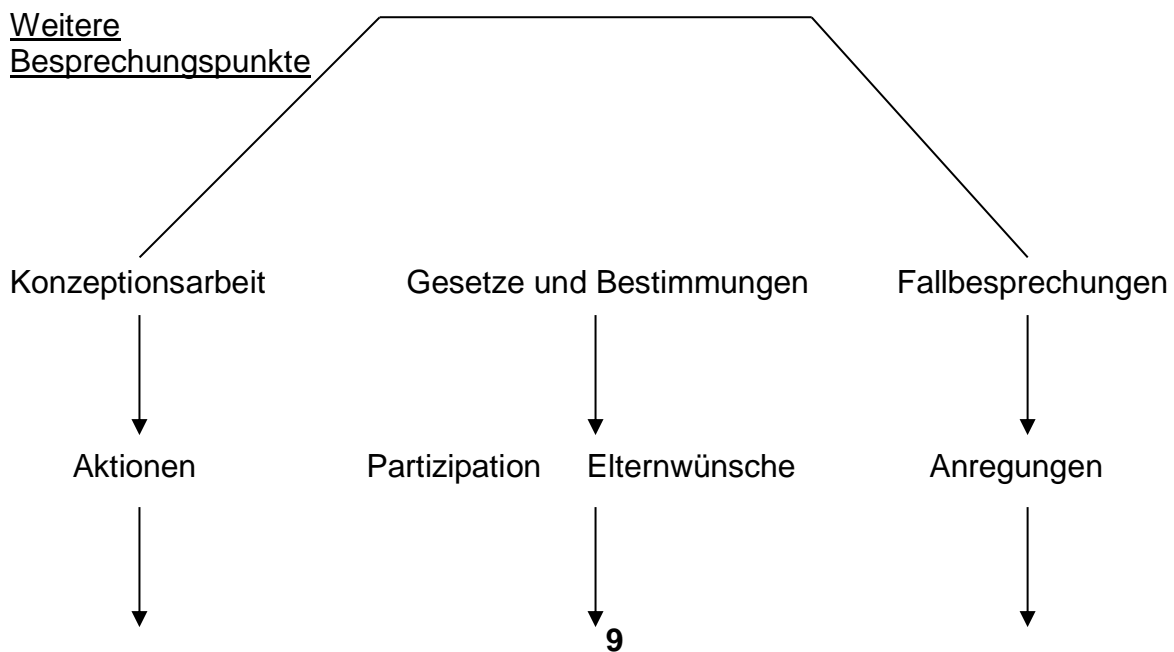 Weitere
Besprechungspunkte
Konzeptionsarbeit Gesetze und Bestimmungen Fallbesprechungen
Aktionen Partizipation Elternwünsche Anregungen
9